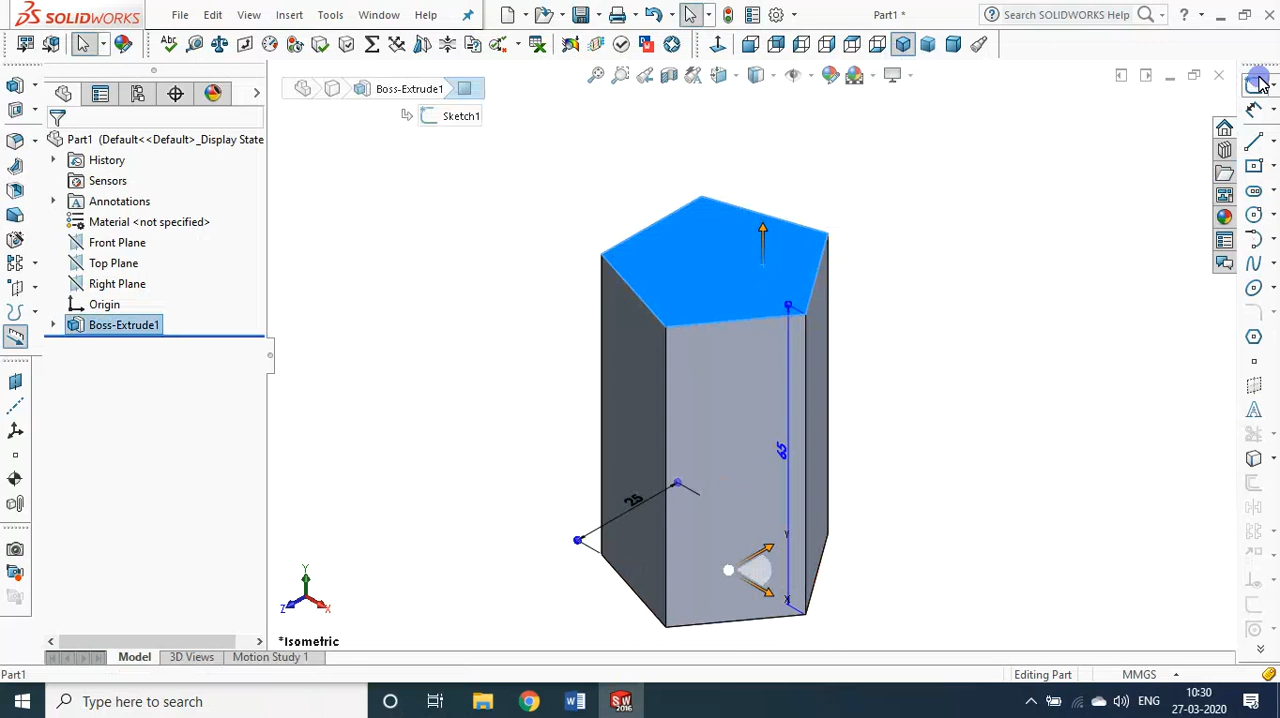 SOLIDWORKS
File Edit View Insert Tools Window Help
Part1 *
Search SOLIDWORKS Help
?
Boss-Extrude1
Sketch1
Part1 (Default<<Default>_Display State
History
Sensors
A Annotations
Material <not specified>
Front Plane
Top Plane
Right Plane
Origin
Boss-Extrude1
65
25
Y
X
Y
Z
X
*Isometric
Model 3D Views Motion Study 1
Part1
Editing Part MMGS
Type here to search
SW 2016
ENG
10:30
27-03-2020